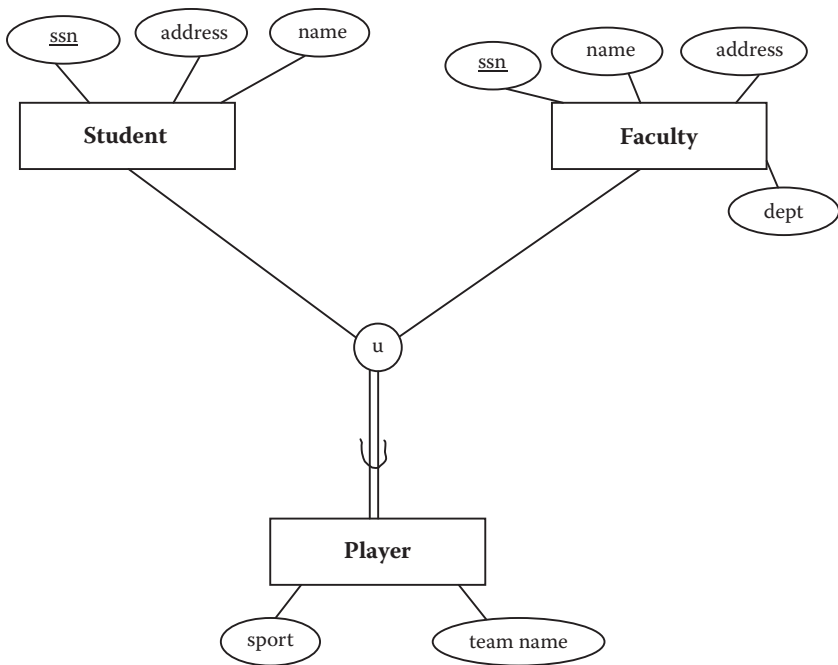 ssn
address
name
Student
ssn
name
address
Faculty
dept
u
Player
sport
team name